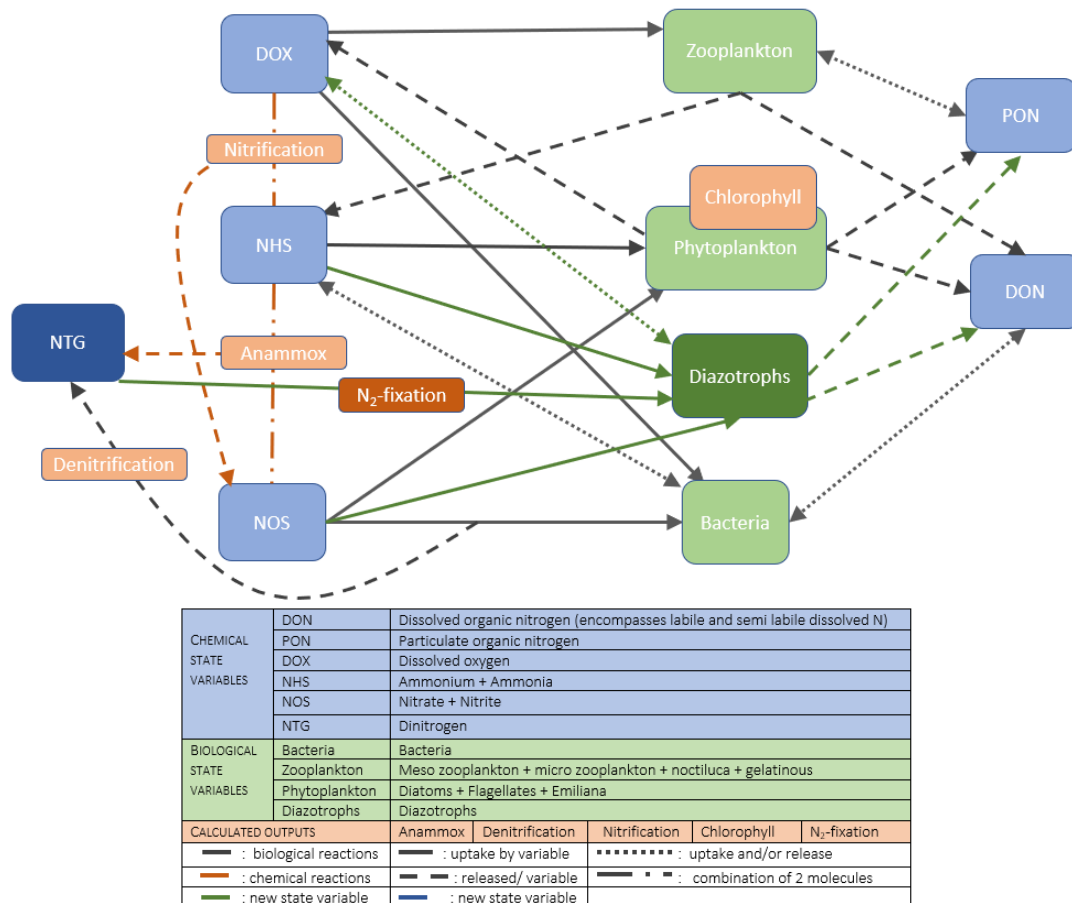 DOX
Zooplankton
PON
Nitrification
Chlorophyll
NHS
Phytoplankton
DON
NTG
Anammox
Diazotrophs
N₂-fixation
Denitrification
NOS
Bacteria
CHEMICAL STATE VARIABLES
DON Dissolved organic nitrogen (encompasses labile and semi labile dissolved N)
PON Particulate organic nitrogen
DOX Dissolved oxygen
NHS Ammonium + Ammonia
NOS Nitrate + Nitrite
NTG Dinitrogen
BIOLOGICAL STATE VARIABLES
Bacteria Bacteria
Zooplankton Meso zooplankton + micro zooplankton + noctiluca + gelatinous
Phytoplankton Diatoms + Flagellates + Emiliana
Diazotrophs Diazotrophs
CALCULATED OUTPUTS Anammox Denitrification Nitrification Chlorophyll N₂-fixation
: biological reactions : uptake by variable : uptake and/or release
: chemical reactions : released/ variable : combination of 2 molecules
: new state variable : new state variable